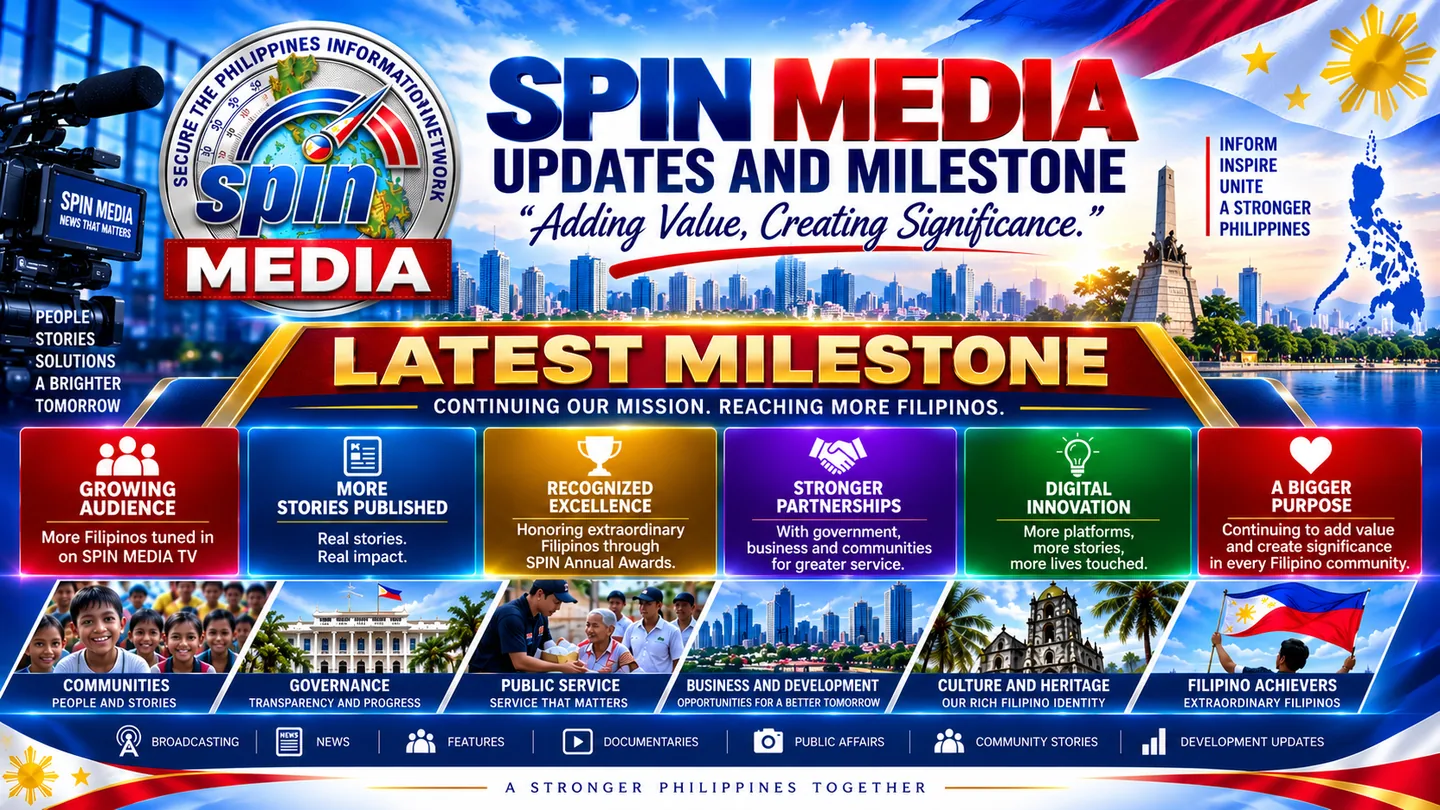 SECURE THE PHILIPPINES INFORMATION NETWORK
spin
MEDIA
SPIN MEDIA
NEWS THAT MATTERS
SPIN MEDIA
UPDATES AND MILESTONE
“Adding Value, Creating Significance.”
INFORM
INSPIRE
UNITE
A STRONGER
PHILIPPINES
PEOPLE
STORIES
SOLUTIONS
A BRIGHTER
TOMORROW
LATEST MILESTONE
CONTINUING OUR MISSION. REACHING MORE FILIPINOS.
GROWING
AUDIENCE
More Filipinos tuned in
on SPIN MEDIA TV
MORE
STORIES PUBLISHED
Real stories.
Real impact.
RECOGNIZED
EXCELLENCE
Honoring extraordinary
Filipinos through
SPIN Annual Awards.
STRONGER
PARTNERSHIPS
With government,
business and communities
for greater service.
DIGITAL
INNOVATION
More platforms,
more stories,
more lives touched.
A BIGGER
PURPOSE
Continuing to add value
and create significance
in every Filipino community.
COMMUNITIES
PEOPLE AND STORIES
GOVERNANCE
TRANSPARENCY AND PROGRESS
PUBLIC SERVICE
SERVICE THAT MATTERS
BUSINESS AND DEVELOPMENT
OPPORTUNITIES FOR A BETTER TOMORROW
CULTURE AND HERITAGE
OUR RICH FILIPINO IDENTITY
FILIPINO ACHIEVERS
EXTRAORDINARY FILIPINOS
BROADCASTING
NEWS
NEWS
FEATURES
DOCUMENTARIES
PUBLIC AFFAIRS
COMMUNITY STORIES
DEVELOPMENT UPDATES
A STRONGER PHILIPPINES TOGETHER